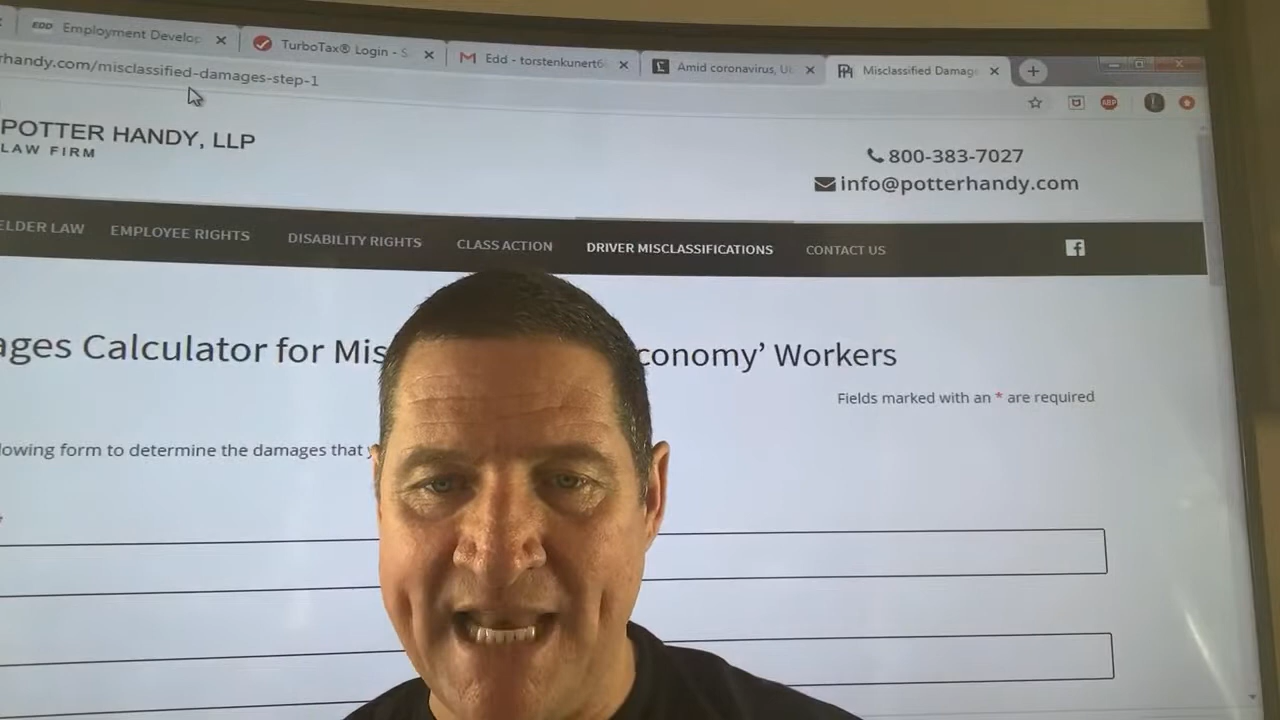 EDD Employment Develop
TurboTax® Login - S
Edd - torstenkunert6
Amid coronavirus, U
Misclassified Damag
rhandy.com/misclassified-damages-step-1
ABP
POTTER HANDY, LLP
LAW FIRM
800-383-7027
info@potterhandy.com
ELDER LAW EMPLOYEE RIGHTS DISABILITY RIGHTS CLASS ACTION DRIVER MISCLASSIFICATIONS CONTACT US
ages Calculator for Mis conomy’ Workers
Fields marked with an * are required
lowing form to determine the damages that y